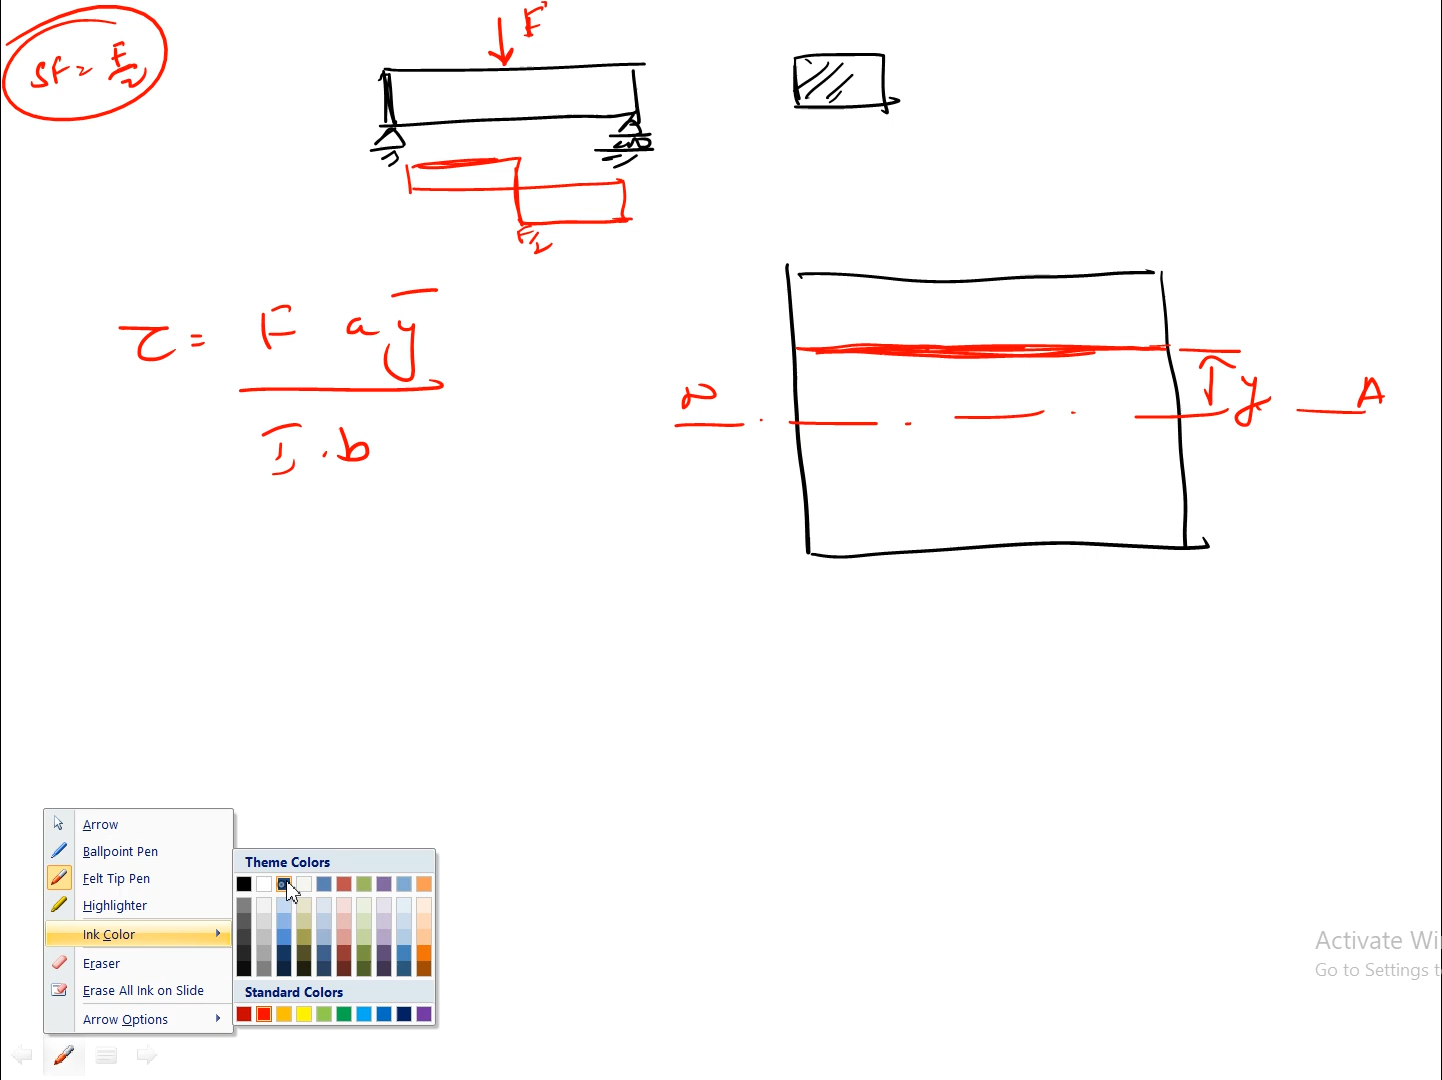 SF = F/2
F
F/2
τ = F a ȳ / I . b
N A
y
Arrow
Ballpoint Pen
Felt Tip Pen
Highlighter
Ink Color
Eraser
Erase All Ink on Slide
Arrow Options
Theme Colors
Standard Colors
Activate Wi
Go to Settings t